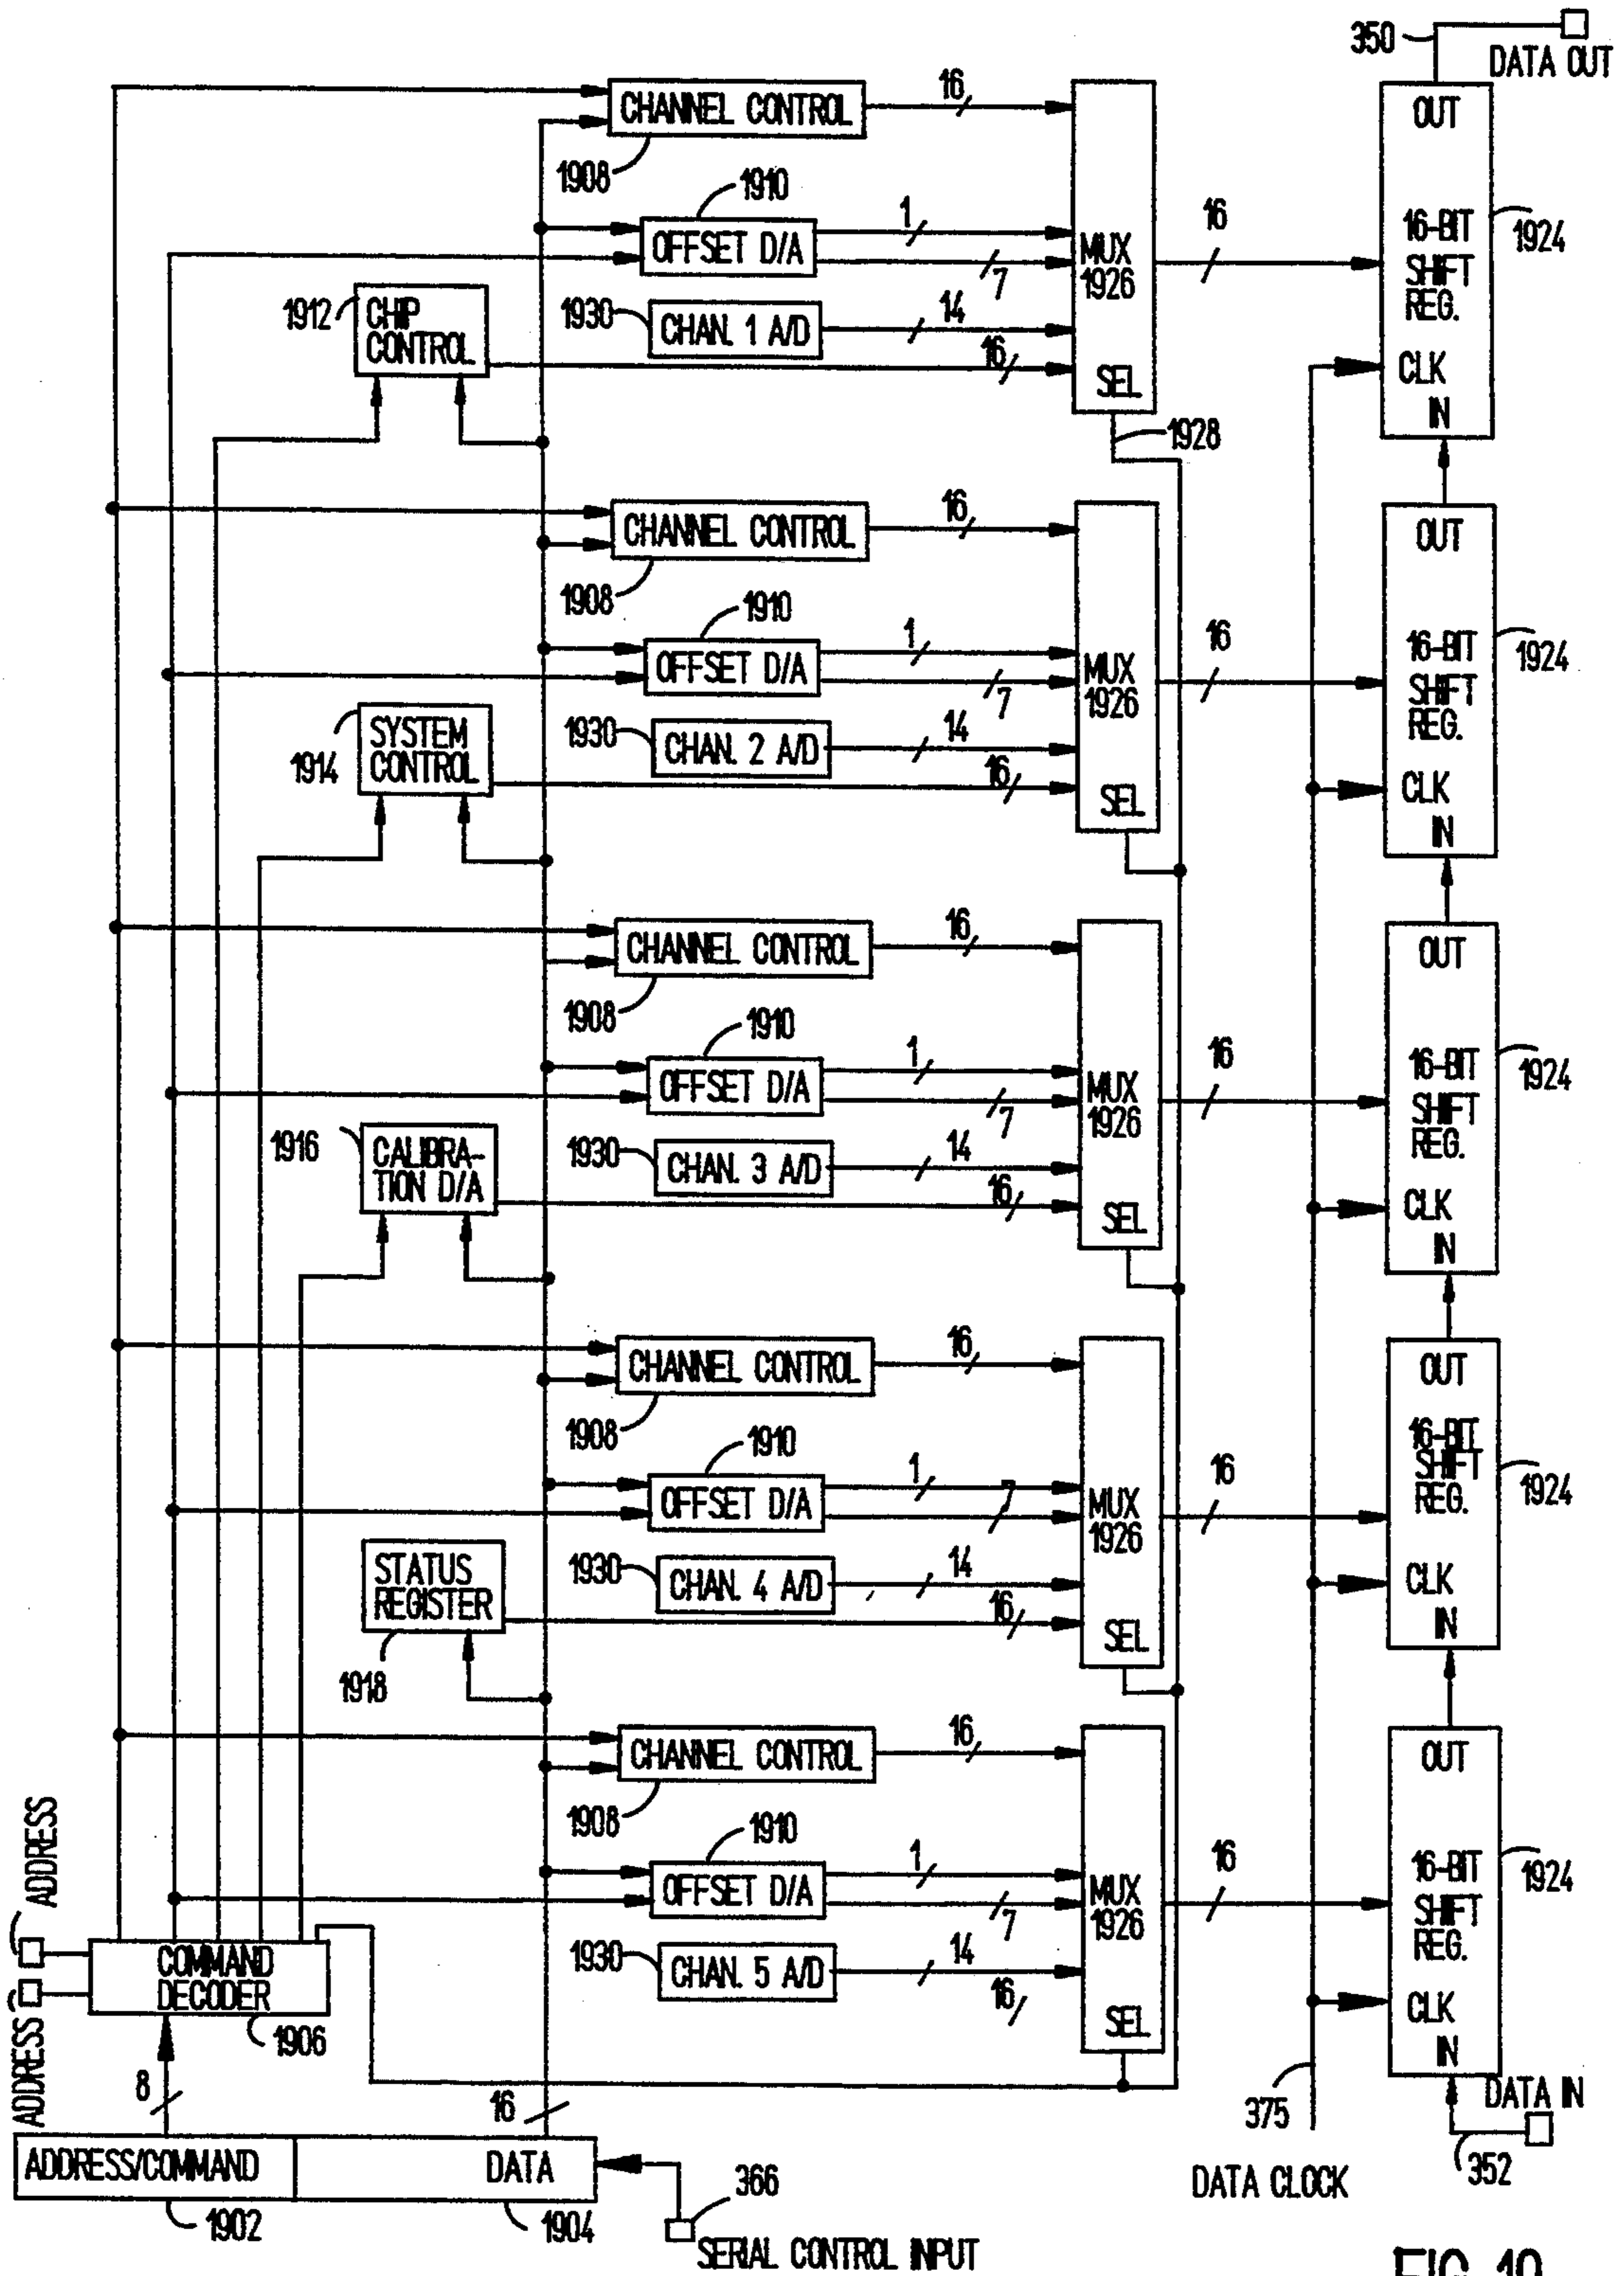 350
DATA OUT
CHANNEL CONTROL
16
OUT
1908
1910
1
16
OFFSET D/A
7
MUX
1926
16-BIT
SHIFT
REG.
1924
1912
CHIP
CONTROL
1930
CHAN. 1 A/D
14
16
SEL
CLK
IN
1928
CHANNEL CONTROL
16
OUT
1908
1910
1
16
OFFSET D/A
7
MUX
1926
16-BIT
SHIFT
REG.
1924
1914
SYSTEM
CONTROL
1930
CHAN. 2 A/D
14
16
SEL
CLK
IN
CHANNEL CONTROL
16
OUT
1908
1910
1
16
OFFSET D/A
7
MUX
1926
16-BIT
SHIFT
REG.
1924
1916
CALIBRA-
TION D/A
1930
CHAN. 3 A/D
14
16
SEL
CLK
IN
CHANNEL CONTROL
16
OUT
1908
1910
1
7
16
OFFSET D/A
MUX
1926
16-BIT
SHIFT
REG.
1924
STATUS
REGISTER
1918
1930
CHAN. 4 A/D
14
16
SEL
CLK
IN
CHANNEL CONTROL
16
OUT
1908
1910
1
16
OFFSET D/A
7
MUX
1926
16-BIT
SHIFT
REG.
1924
1930
CHAN. 5 A/D
14
16
SEL
CLK
IN
ADDRESS
ADDRESS
COMMAND
DECODER
1906
8
16
375
DATA IN
352
ADDRESS/COMMAND
DATA
366
DATA CLOCK
1902
1904
SERIAL CONTROL INPUT
FIG. 19